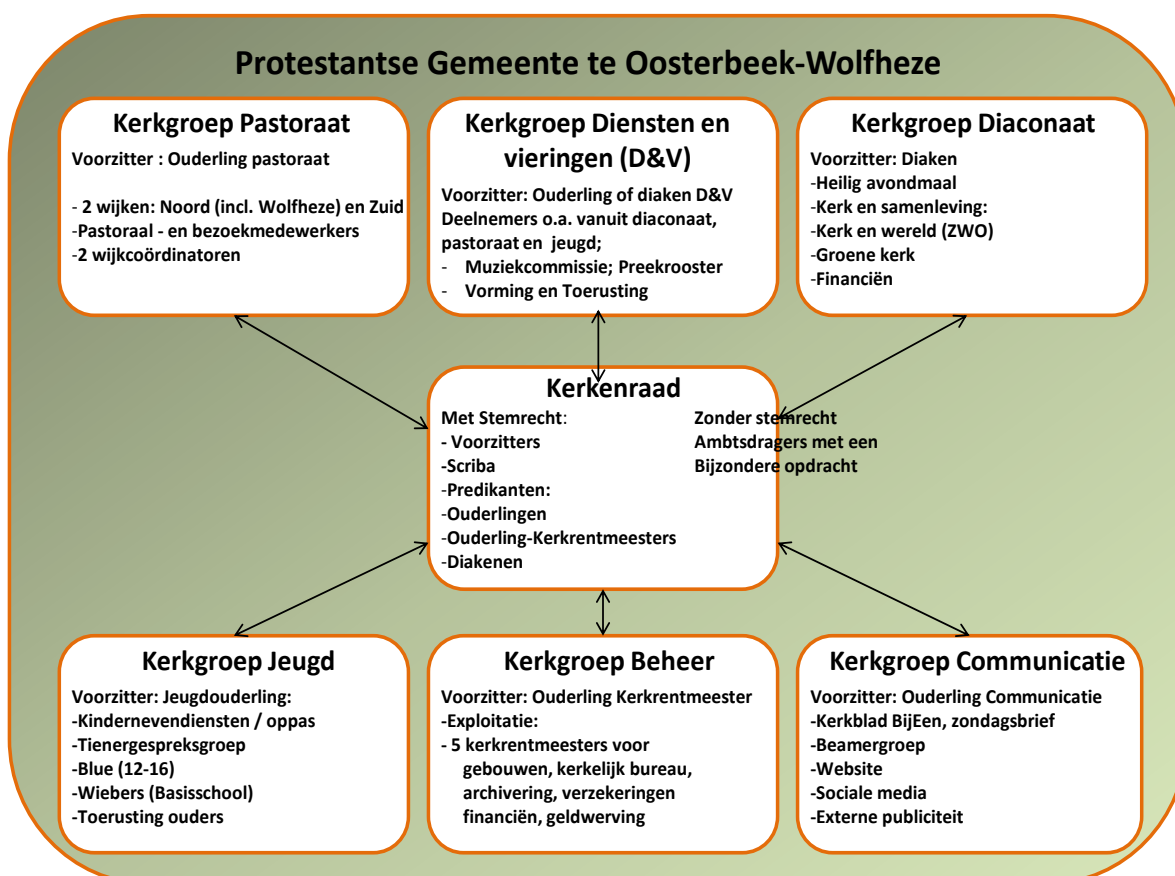 Protestantse Gemeente te Oosterbeek-Wolfheze
Kerkgroep Pastoraat
Voorzitter : Ouderling pastoraat
- 2 wijken: Noord (incl. Wolfheze) en Zuid
-Pastoraal - en bezoekmedewerkers
-2 wijkcoördinatoren
Kerkgroep Diensten en
vieringen (D&V)
Voorzitter: Ouderling of diaken D&V
Deelnemers o.a. vanuit diaconaat,
pastoraat en jeugd;
- Muziekcommissie; Preekrooster
- Vorming en Toerusting
Kerkgroep Diaconaat
Voorzitter: Diaken
-Heilig avondmaal
-Kerk en samenleving:
-Kerk en wereld (ZWO)
-Groene kerk
-Financiën
Kerkenraad
Met Stemrecht:
- Voorzitters
-Scriba
-Predikanten:
-Ouderlingen
-Ouderling-Kerkrentmeesters
-Diakenen
Zonder stemrecht
Ambtsdragers met een
Bijzondere opdracht
Kerkgroep Jeugd
Voorzitter: Jeugdouderling:
-Kindernevendiensten / oppas
-Tienergespreksgroep
-Blue (12-16)
-Wiebers (Basisschool)
-Toerusting ouders
Kerkgroep Beheer
Voorzitter: Ouderling Kerkrentmeester
-Exploitatie:
- 5 kerkrentmeesters voor
gebouwen, kerkelijk bureau,
archivering, verzekeringen
financiën, geldwerving
Kerkgroep Communicatie
Voorzitter: Ouderling Communicatie
-Kerkblad BijEen, zondagsbrief
-Beamergroep
-Website
-Sociale media
-Externe publiciteit